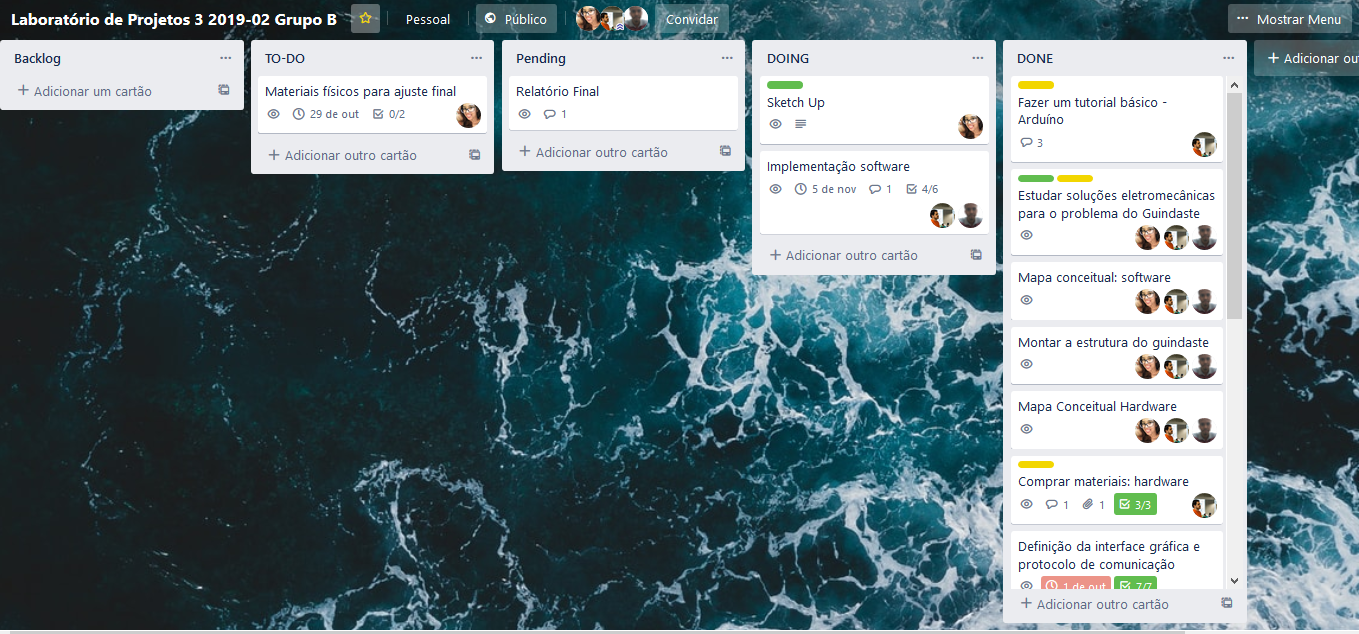 Laboratório de Projetos 3 2019-02 Grupo B
Pessoal
Público
Convidar
Mostrar Menu
Backlog
Adicionar um cartão
TO-DO
Materiais físicos para ajuste final
29 de out
0/2
Adicionar outro cartão
Pending
Relatório Final
1
Adicionar outro cartão
DOING
Sketch Up
Implementação software
5 de nov
1
4/6
Adicionar outro cartão
DONE
Fazer um tutorial básico -
Arduíno
3
Estudar soluções eletromecânicas
para o problema do Guindaste
Mapa conceitual: software
Montar a estrutura do guindaste
Mapa Conceitual Hardware
Comprar materiais: hardware
1
1
3/3
Definição da interface gráfica e
protocolo de comunicação
1 de out
7/7
Adicionar outro cartão
Adicionar ou